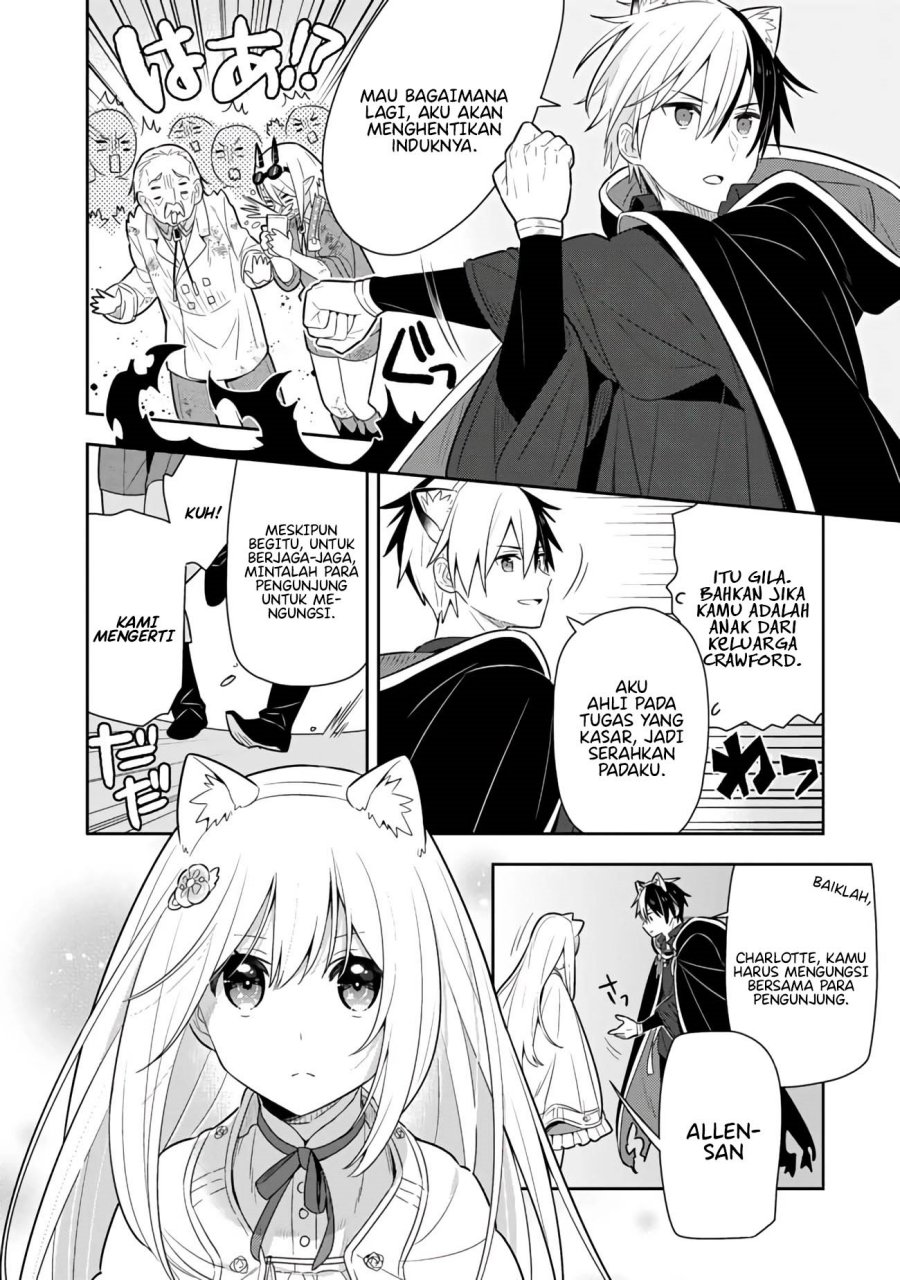 はあ!!?
MAU BAGAIMANA
LAGI, AKU AKAN
MENGHENTIKAN
INDUKNYA.
ぐっ
ITU GILA.
BAHKAN JIKA
KAMU ADALAH
ANAK DARI
KELUARGA
CRAWFORD.
わっ
AKU
AHLI PADA
TUGAS YANG
KASAR, JADI
SERAHKAN
PADAKU.
MESKIPUN
BEGITU, UNTUK
BERJAGA-JAGA,
MINTALAH PARA
PENGUNJUNG
UNTUK ME-
NGUNGSI.
KUH!
KAMI
MENGERTI
だだだ
BAIKLAH,
CHARLOTTE, KAMU
HARUS MENGUNGSI
BERSAMA PARA
PENGUNJUNG.
さっ
ALLEN-
SAN